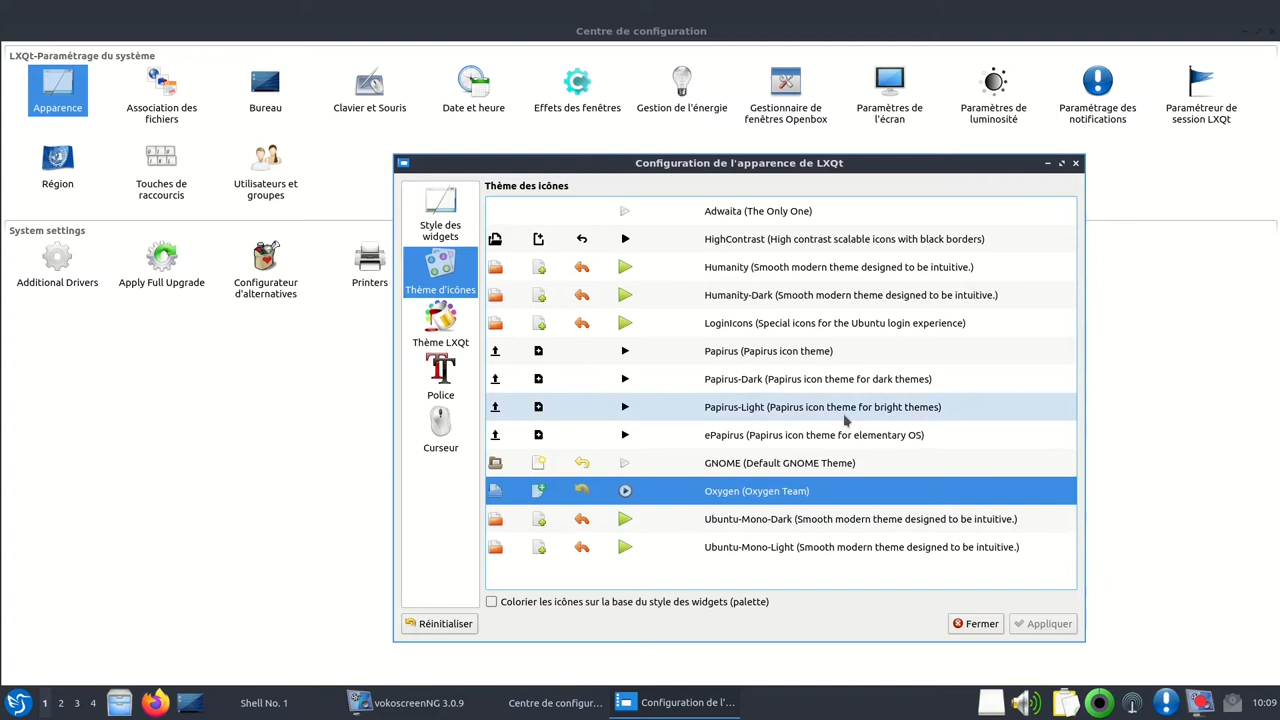 Centre de configuration
LXQt-Paramétrage du système
Apparence
Association des
fichiers
Bureau
Clavier et Souris
Date et heure
Effets des fenêtres
Gestion de l'énergie
Gestionnaire de
fenêtres Openbox
Paramètres de
l'écran
Paramètres de
luminosité
Paramétrage des
notifications
Paramétreur de
session LXQt
Région
Touches de
raccourcis
Utilisateurs et
groupes
System settings
Additional Drivers
Apply Full Upgrade
Configurateur
d'alternatives
Printers
Configuration de l'apparence de LXQt
Style des
widgets
Thème d'icônes
Thème LXQt
Police
Curseur
Thème des icônes
Adwaita (The Only One)
HighContrast (High contrast scalable icons with black borders)
Humanity (Smooth modern theme designed to be intuitive.)
Humanity-Dark (Smooth modern theme designed to be intuitive.)
LoginIcons (Special icons for the Ubuntu login experience)
Papirus (Papirus icon theme)
Papirus-Dark (Papirus icon theme for dark themes)
Papirus-Light (Papirus icon theme for bright themes)
ePapirus (Papirus icon theme for elementary OS)
GNOME (Default GNOME Theme)
Oxygen (Oxygen Team)
Ubuntu-Mono-Dark (Smooth modern theme designed to be intuitive.)
Ubuntu-Mono-Light (Smooth modern theme designed to be intuitive.)
Colorier les icônes sur la base du style des widgets (palette)
Réinitialiser
Fermer
Appliquer
1 2 3 4
Shell No. 1
vokoscreenNG 3.0.9
Centre de configur...
Configuration de l'...
10:09